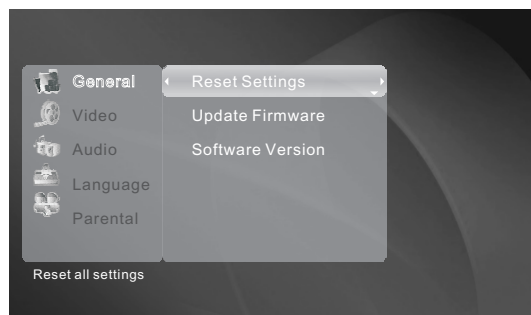 General
Reset Settings
Video
Update Firmware
Audio
Software Version
Language
Parental
Reset all settings